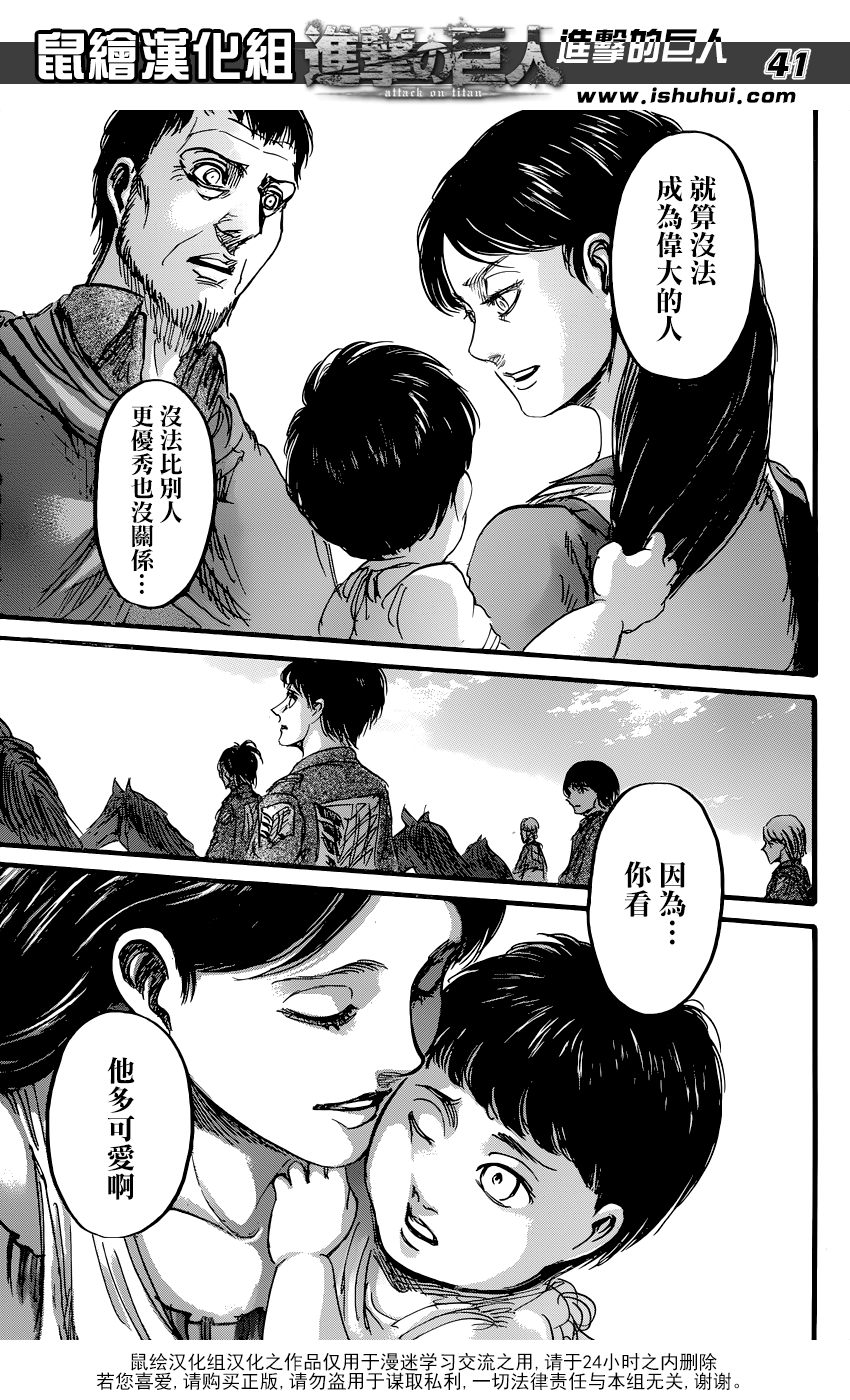 鼠繪漢化組
進撃の巨人
attack on titan
進擊的巨人
www.ishuhui.com
41
就算沒法
成為偉大的人
沒法比別人
更優秀也沒關係…
因為…
你看
他多可愛啊
鼠绘汉化组汉化之作品仅用于漫迷学习交流之用,请于24小时之内删除
若您喜爱,请购买正版,请勿盗用于谋取私利,一切法律责任与本组无关,谢谢。